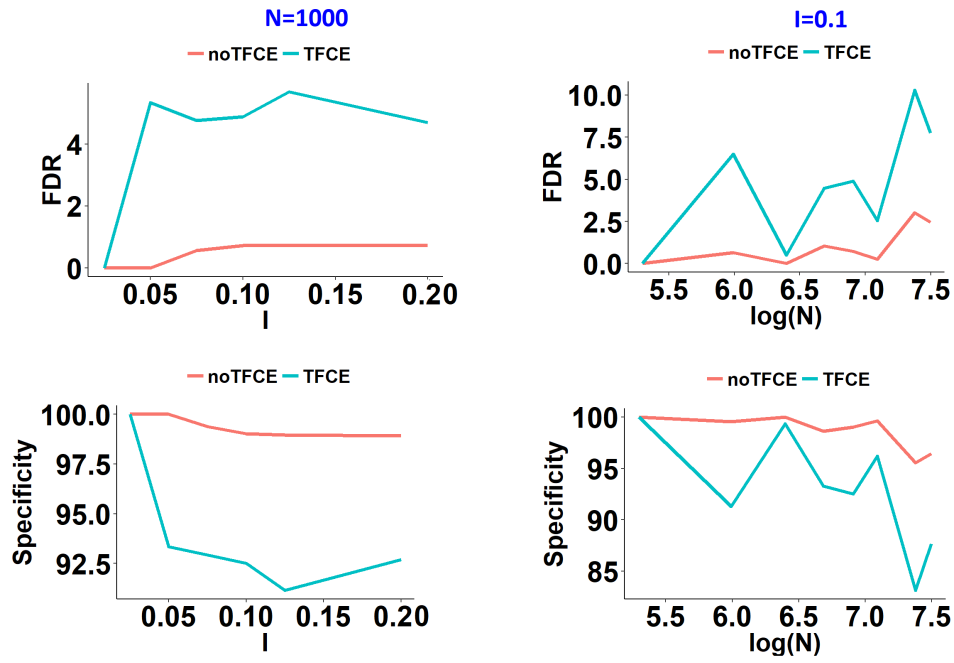 N=1000
noTFCE TFCE
FDR
4
2
0
0.05 0.10 0.15 0.20
I
I=0.1
noTFCE TFCE
FDR
10.0
7.5
5.0
2.5
0.0
5.5 6.0 6.5 7.0 7.5
log(N)
noTFCE TFCE
Specificity
100.0
97.5
95.0
92.5
0.05 0.10 0.15 0.20
I
noTFCE TFCE
Specificity
100
95
90
85
5.5 6.0 6.5 7.0 7.5
log(N)